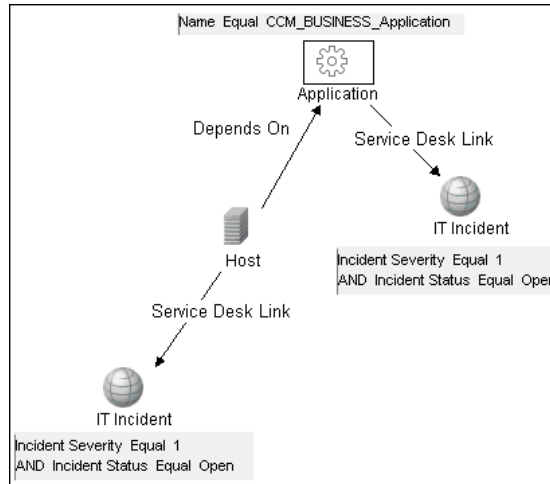 Name Equal CCM_BUSINESS_Application
Application
Depends On
Service Desk Link
IT Incident
Incident Severity Equal 1
AND Incident Status Equal Open
Host
Service Desk Link
IT Incident
Incident Severity Equal 1
AND Incident Status Equal Open